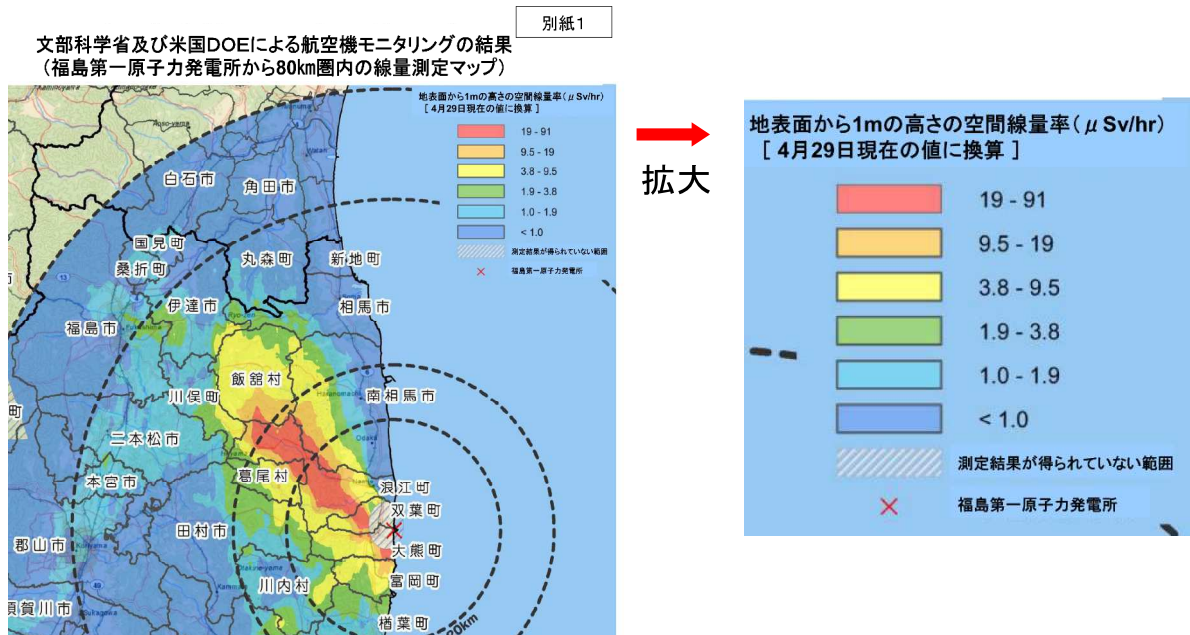 別紙1
文部科学省及び米国DOEによる航空機モニタリングの結果
(福島第一原子力発電所から80km圏内の線量測定マップ)
地表面から1mの高さの空間線量率(μSv/hr)
[ 4月29日現在の値に換算 ]
19 - 91
9.5 - 19
3.8 - 9.5
1.9 - 3.8
1.0 - 1.9
< 1.0
測定結果が得られていない範囲
福島第一原子力発電所
Watari
白石市
角田市
国見町
桑折町
丸森町
新地町
13
伊達市
相馬市
福島市
Fukushima
飯舘村
川俣町
南相馬市
Haranomachi
町
二本松市
Odaka
葛尾村
本宮市
浪江町
双葉町
田村市
郡山市
Koriyama
大熊町
川内村
富岡町
49
須賀川市
Sukagawa
楢葉町
20km
拡大
地表面から1mの高さの空間線量率(μSv/hr)
[ 4月29日現在の値に換算 ]
19 - 91
9.5 - 19
3.8 - 9.5
1.9 - 3.8
1.0 - 1.9
< 1.0
測定結果が得られていない範囲
福島第一原子力発電所